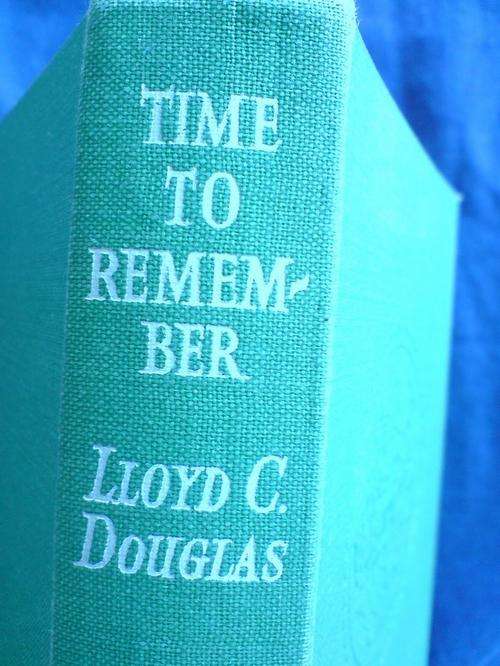 TIME
TO
REMEM-
BER
LLOYD C.
DOUGLAS